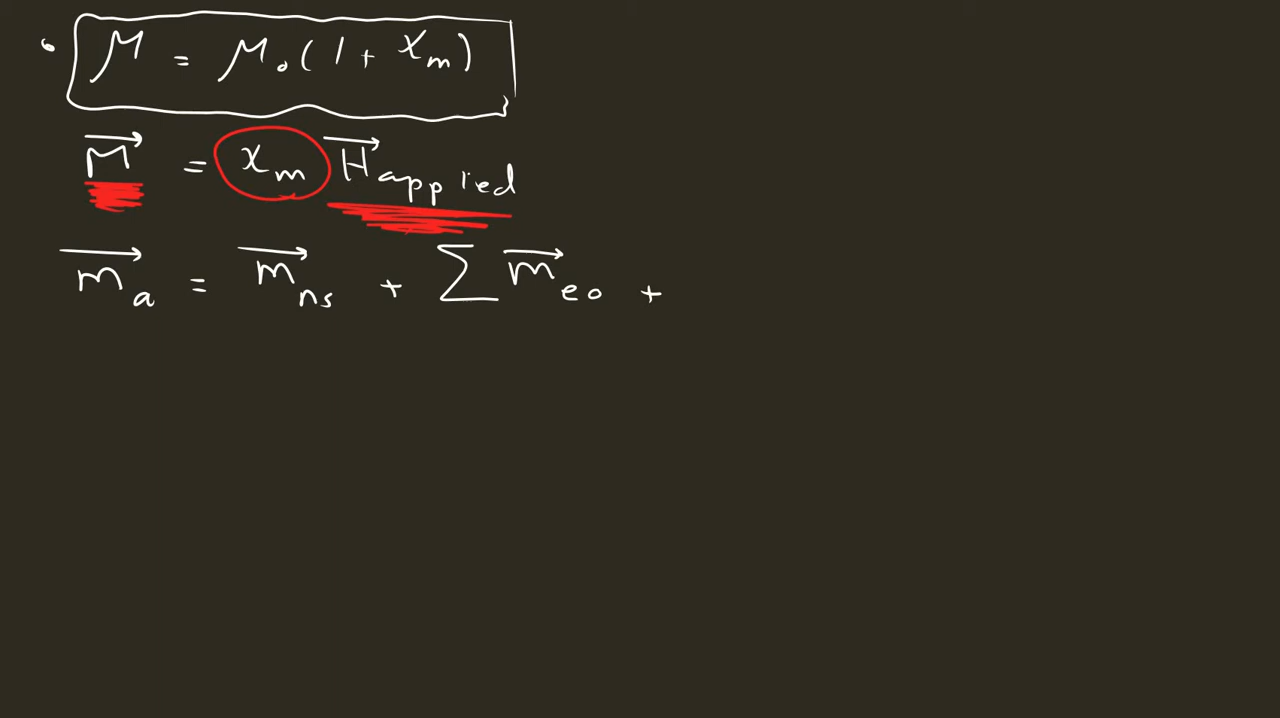 μ = μ₀(1 + χm)
M⃗ = χm H⃗applied
m⃗a = m⃗ns + ∑ m⃗eo +